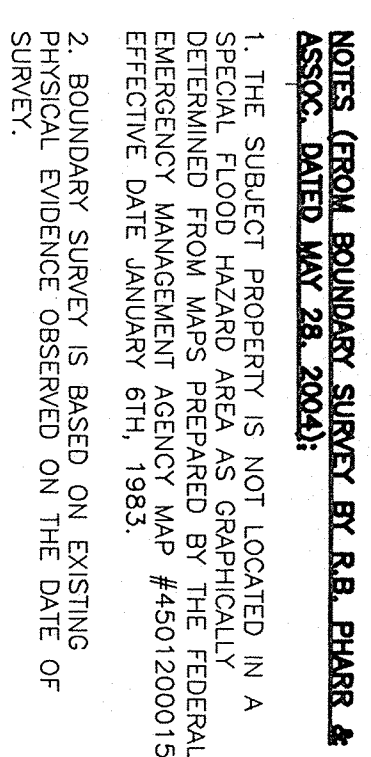 NOTES (FROM BOUNDARY SURVEY BY R.B. PHARR &
ASSOC. DATED MAY 28, 2004):
1. THE SUBJECT PROPERTY IS NOT LOCATED IN A
SPECIAL FLOOD HAZARD AREA AS GRAPHICALLY
DETERMINED FROM MAPS PREPARED BY THE FEDERAL
EMERGENCY MANAGEMENT AGENCY MAP #4501200015
EFFECTIVE DATE JANUARY 6TH, 1983.
2. BOUNDARY SURVEY IS BASED ON EXISTING
PHYSICAL EVIDENCE OBSERVED ON THE DATE OF
SURVEY.